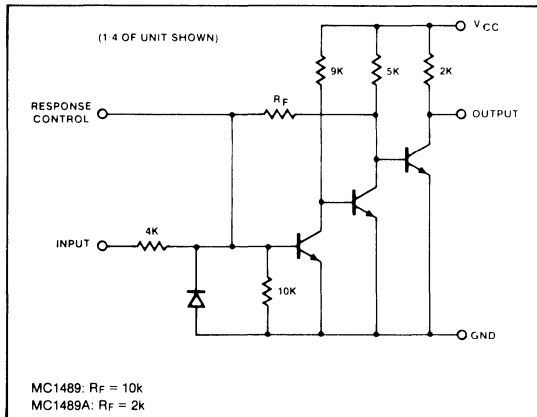 (1·4 OF UNIT SHOWN)
VCC
9K
5K
2K
RESPONSE
CONTROL
RF
OUTPUT
4K
INPUT
10K
GND
MC1489: RF = 10k
MC1489A: RF = 2k